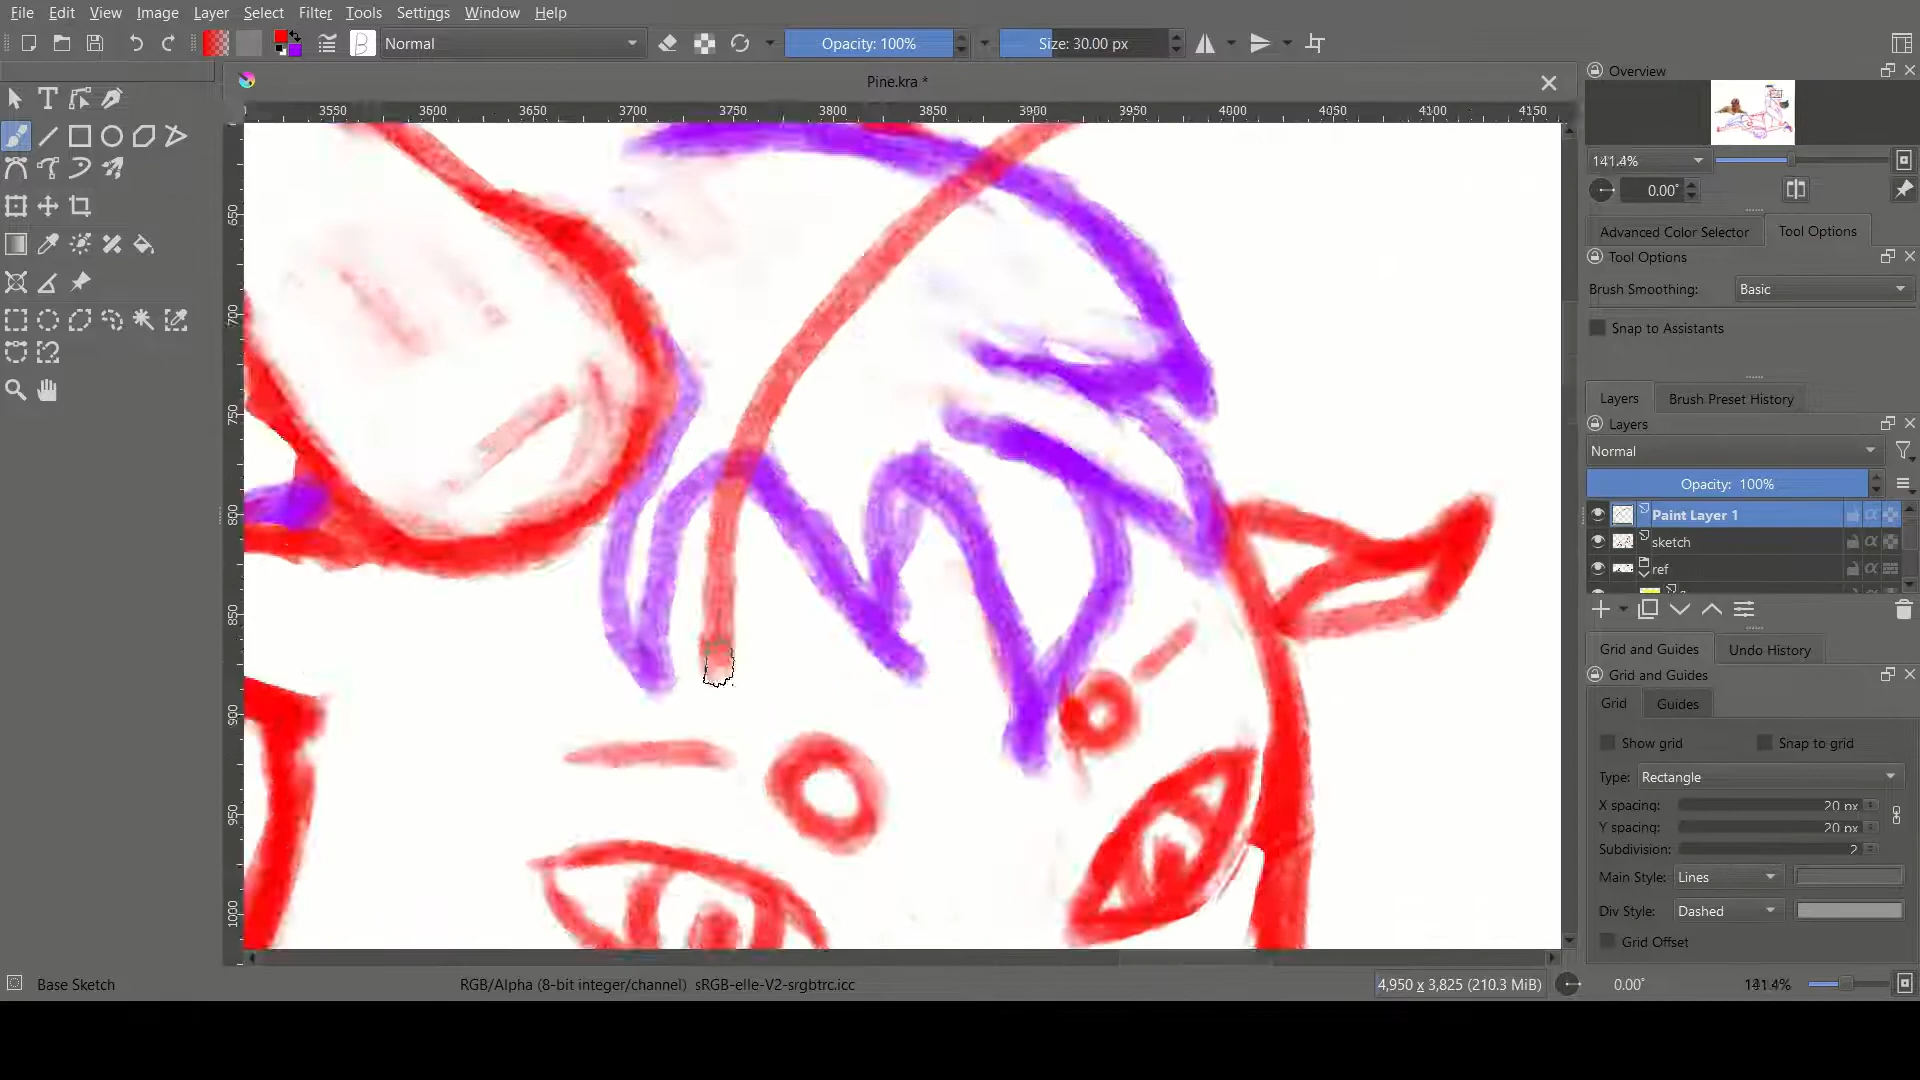 File Edit View Image Layer Select Filter Tools Settings Window Help
Normal Opacity: 100% Size: 30.00 px
Pine.kra *
3550 3600 3650 3700 3750 3800 3850 3900 3950 4000 4050 4100 4150
650
700
750
800
850
900
950
1000
Overview
141.4%
0.00°
Advanced Color Selector Tool Options
Tool Options
Brush Smoothing: Basic
Snap to Assistants
Layers Brush Preset History
Layers
Normal
Opacity: 100%
Paint Layer 1
sketch
ref
Grid and Guides Undo History
Grid and Guides
Grid Guides
Show grid Snap to grid
Type: Rectangle
X spacing: 20 px
Y spacing: 20 px
Subdivision: 2
Main Style: Lines
Div Style: Dashed
Grid Offset
Base Sketch RGB/Alpha (8-bit integer/channel) sRGB-elle-V2-srgbtrc.icc 4,950 x 3,825 (210.3 MiB) 0.00° 141.4%